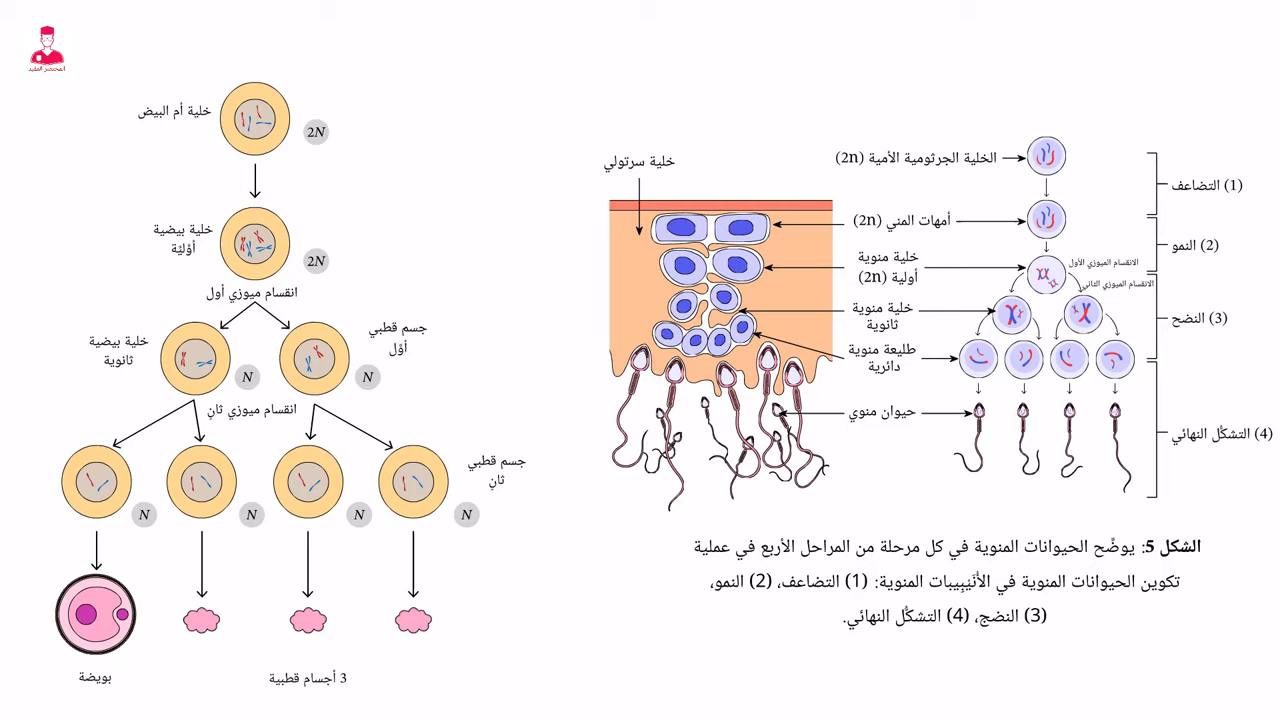 المختصر المفيد
خلية أم البيض
2N
خلية بيضية
أوَّليَّة
2N
انقسام ميوزي أول
خلية بيضية
ثانوية
N
جسم قطبي
أوَّل
N
انقسام ميوزي ثانٍ
جسم قطبي
ثانٍ
N
N
N
N
بويضة
3 أجسام قطبية
خلية سرتولي
الخلية الجرثومية الأمية (2n)
أمهات المني (2n)
خلية منوية
أولية (2n)
خلية منوية
ثانوية
طليعة منوية
دائرية
حيوان منوي
الانقسام الميوزي الأول
الانقسام الميوزي الثاني
(1) التضاعف
(2) النمو
(3) النضج
(4) التشكُّل النهائي
الشكل 5: يوضِّح الحيوانات المنوية في كل مرحلة من المراحل الأربع في عملية
تكوين الحيوانات المنوية في الأُنَيْبِيبات المنوية: (1) التضاعف، (2) النمو،
(3) النضج، (4) التشكُّل النهائي.